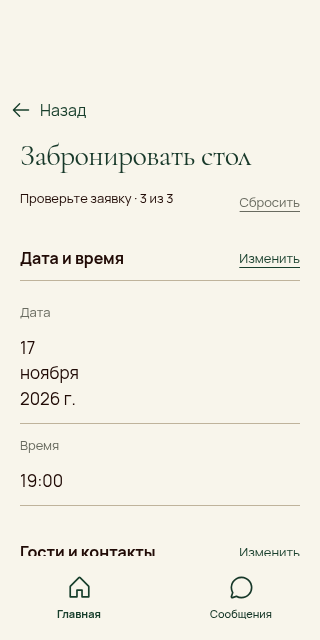 Назад
Забронировать стол
Проверьте заявку · 3 из 3
Сбросить
Дата и время
Изменить
Дата
17
ноября
2026 г.
Время
19:00
Гости и контакты
Изменить
Главная
Сообщения